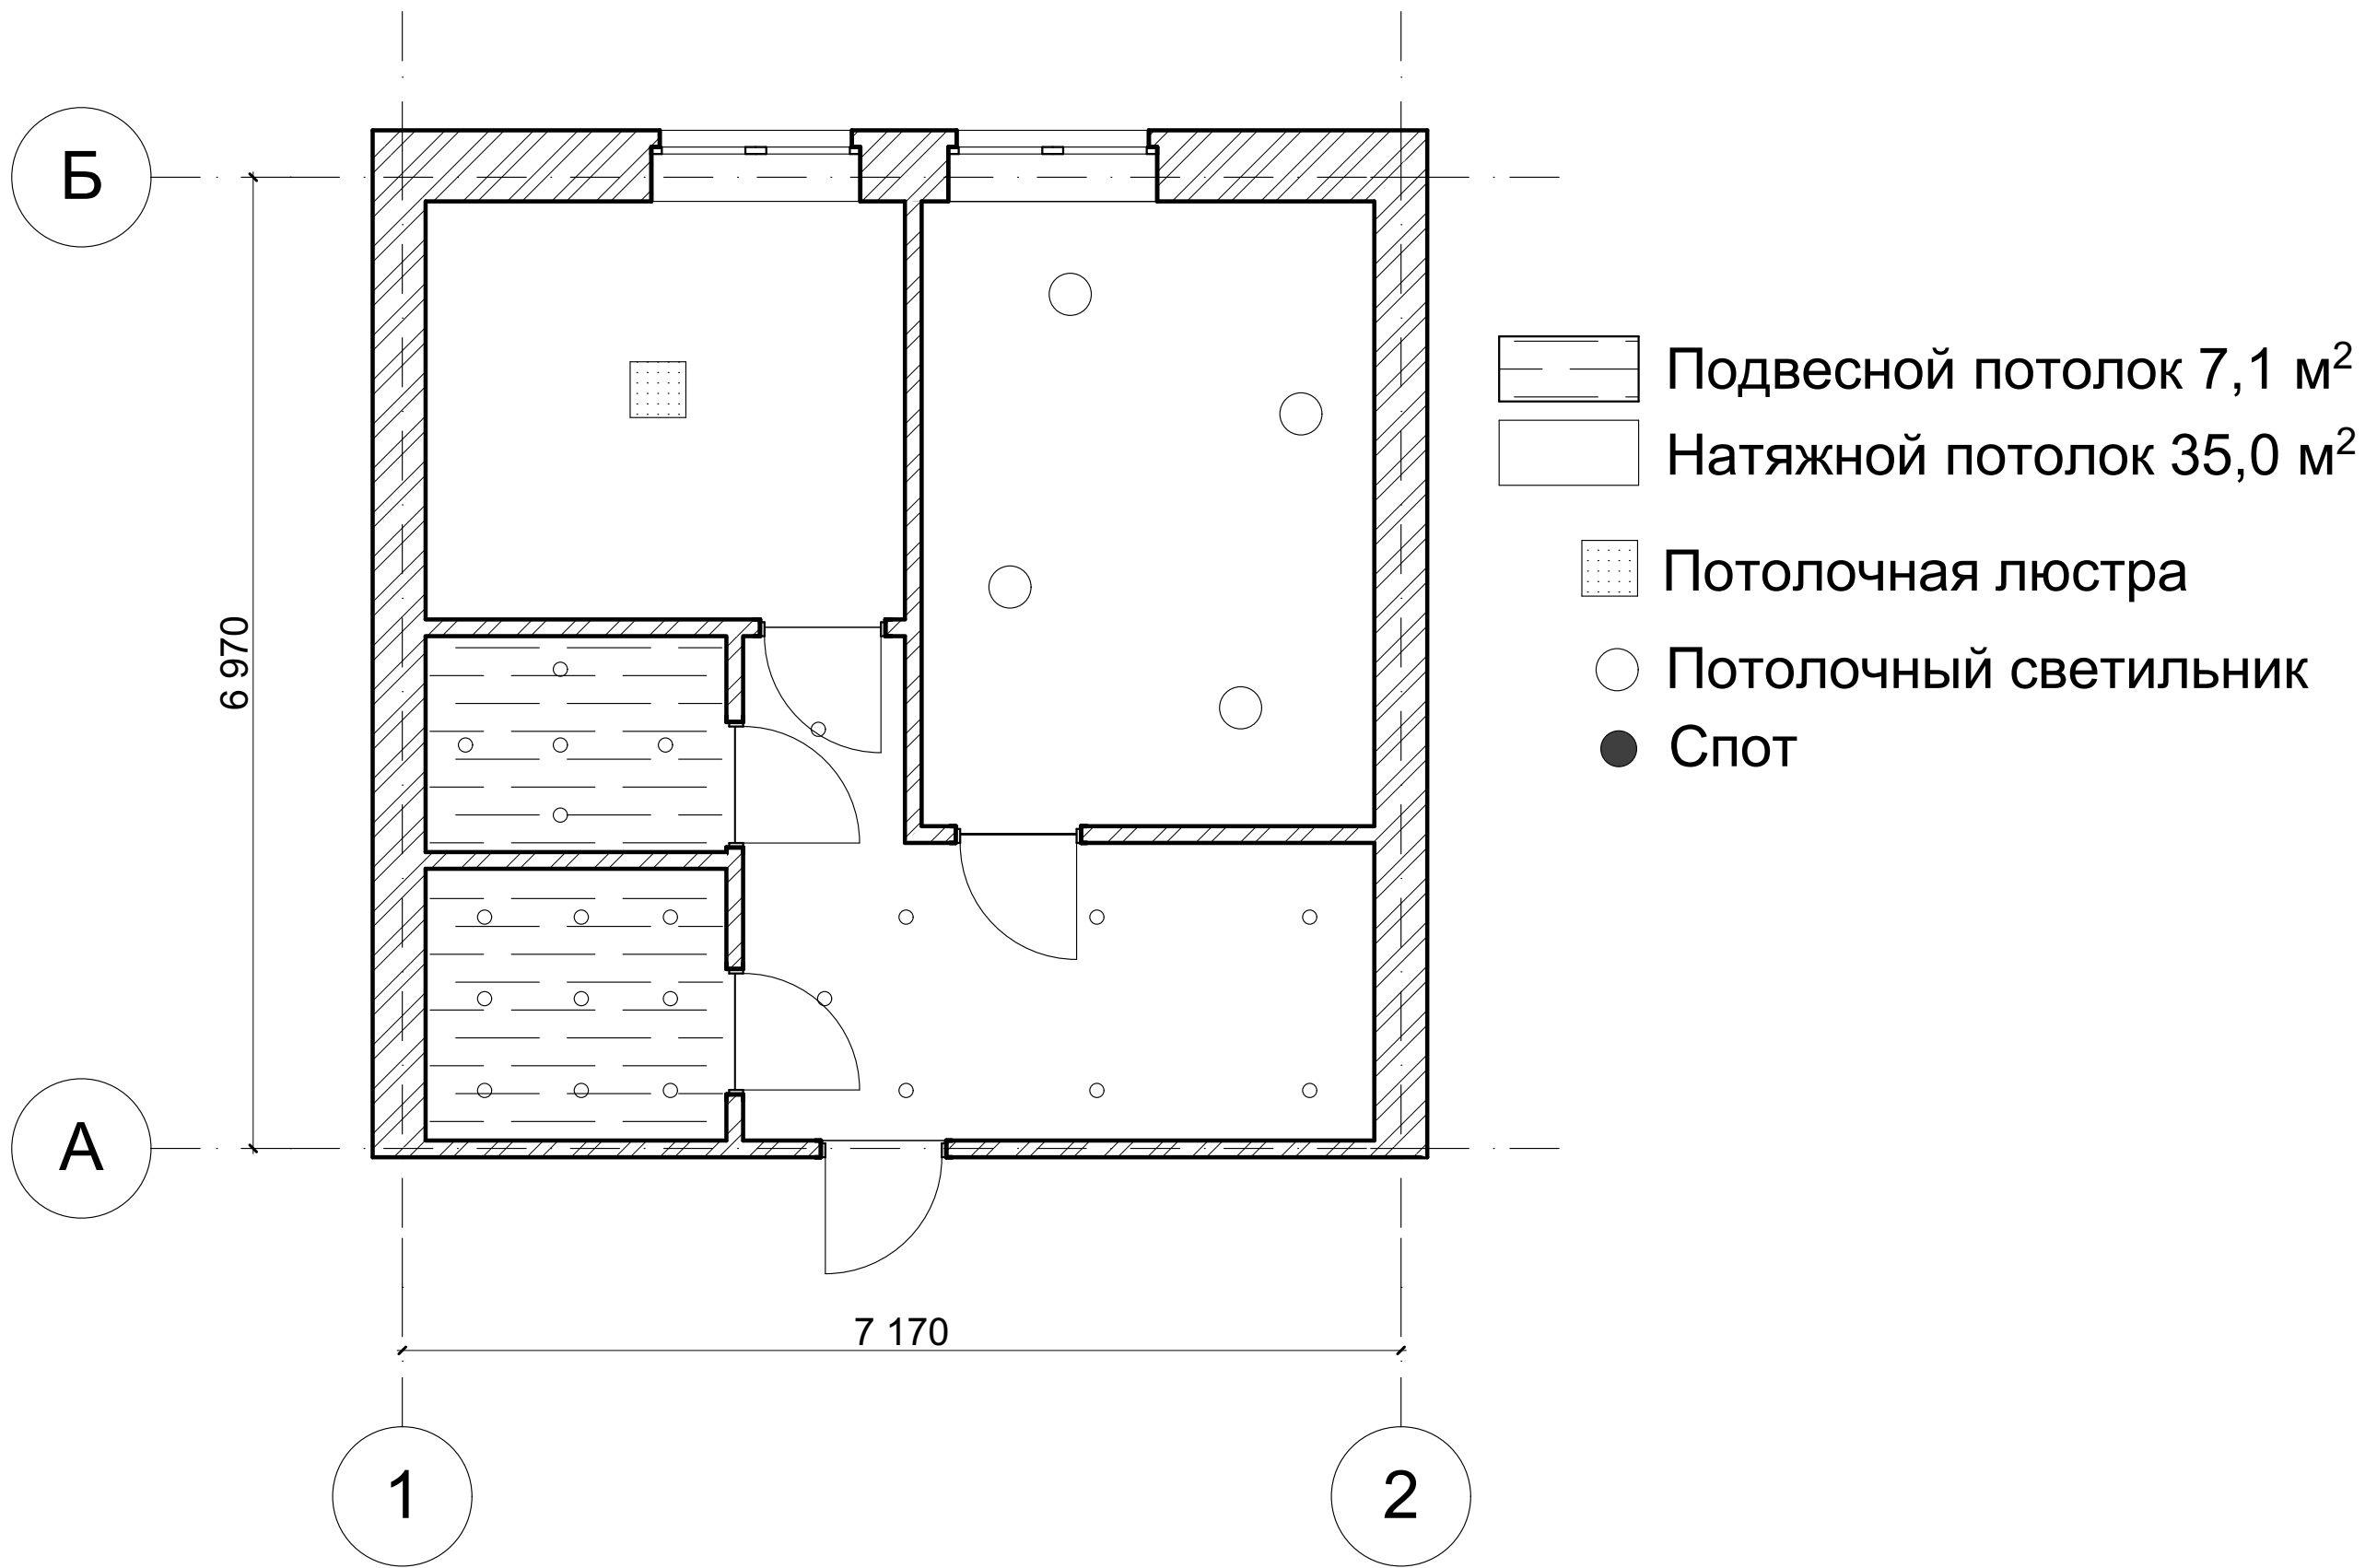 Б
Подвесной потолок 7,1 м²
Натяжной потолок 35,0 м²
Потолочная люстра
Потолочный светильник
Спот
6 970
А
7 170
1
2